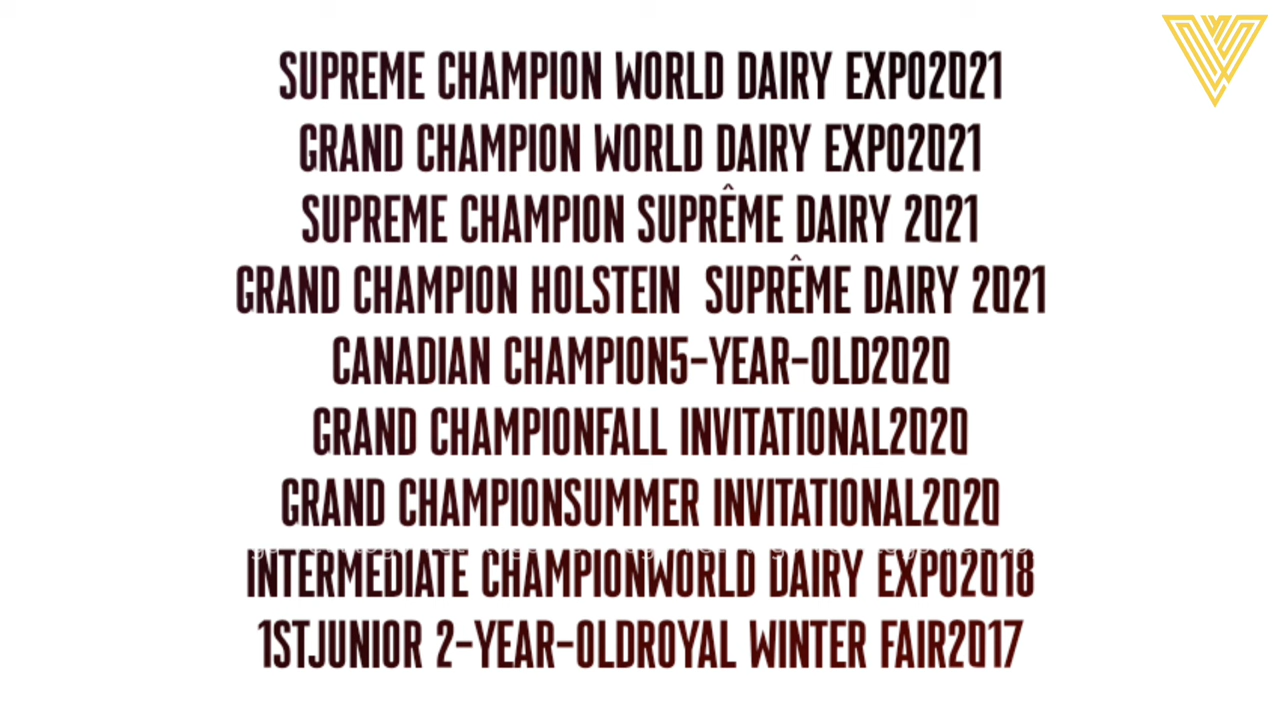 SUPREME CHAMPION WORLD DAIRY EXPO2021
GRAND CHAMPION WORLD DAIRY EXPO2021
SUPREME CHAMPION SUPRÊME DAIRY 2021
GRAND CHAMPION HOLSTEIN  SUPRÊME DAIRY 2021
CANADIAN CHAMPION5-YEAR-OLD2020
GRAND CHAMPIONFALL INVITATIONAL2020
GRAND CHAMPIONSUMMER INVITATIONAL2020
INTERMEDIATE CHAMPIONWORLD DAIRY EXPO2018
1STJUNIOR 2-YEAR-OLDROYAL WINTER FAIR2017